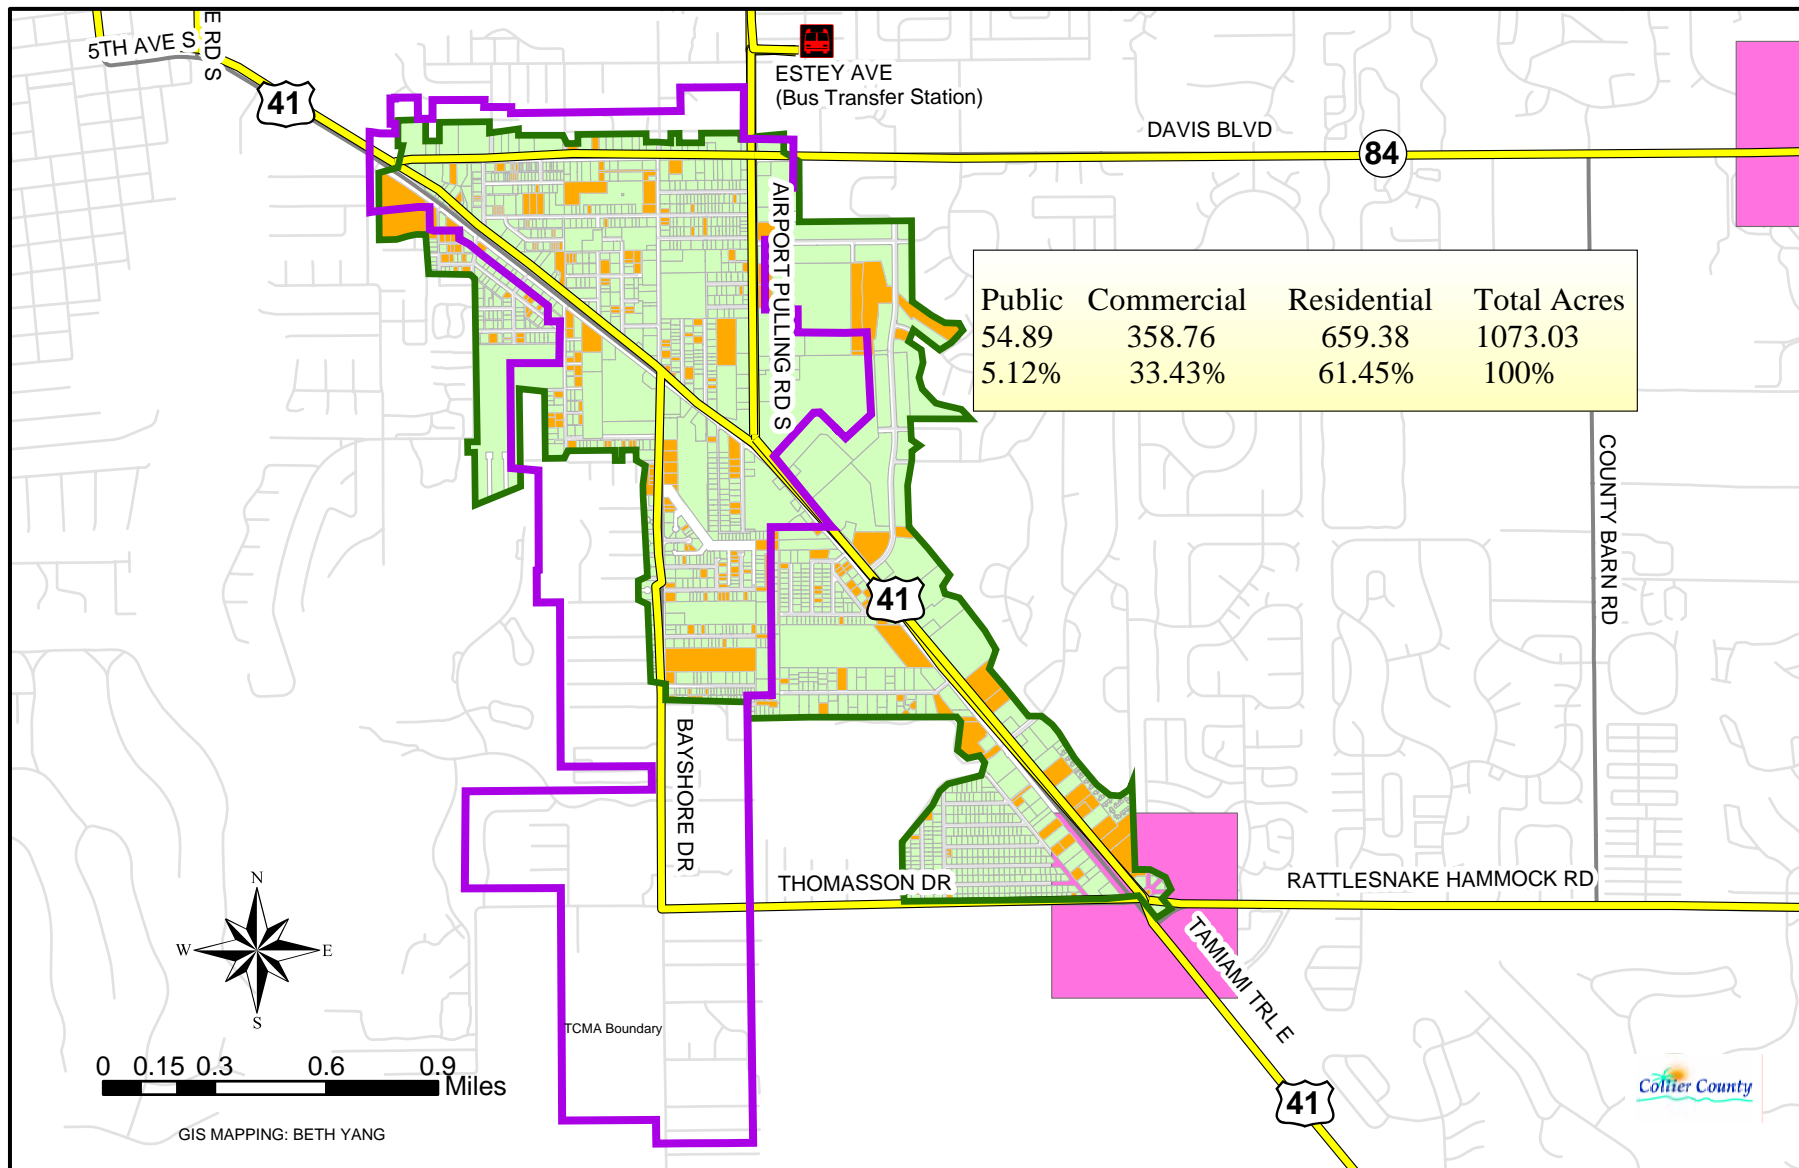 5TH AVE S
E RD S
41
ESTEY AVE
(Bus Transfer Station)
DAVIS BLVD
84
AIRPORT PULLING RD S
Public Commercial Residential Total Acres
54.89 358.76 659.38 1073.03
5.12% 33.43% 61.45% 100%
COUNTY BARN RD
41
BAYSHORE DR
THOMASSON DR
RATTLESNAKE HAMMOCK RD
TAMIAMI TRL E
N
W E
S
TCMA Boundary
0 0.15 0.3 0.6 0.9
Miles
GIS MAPPING: BETH YANG
41
Collier County